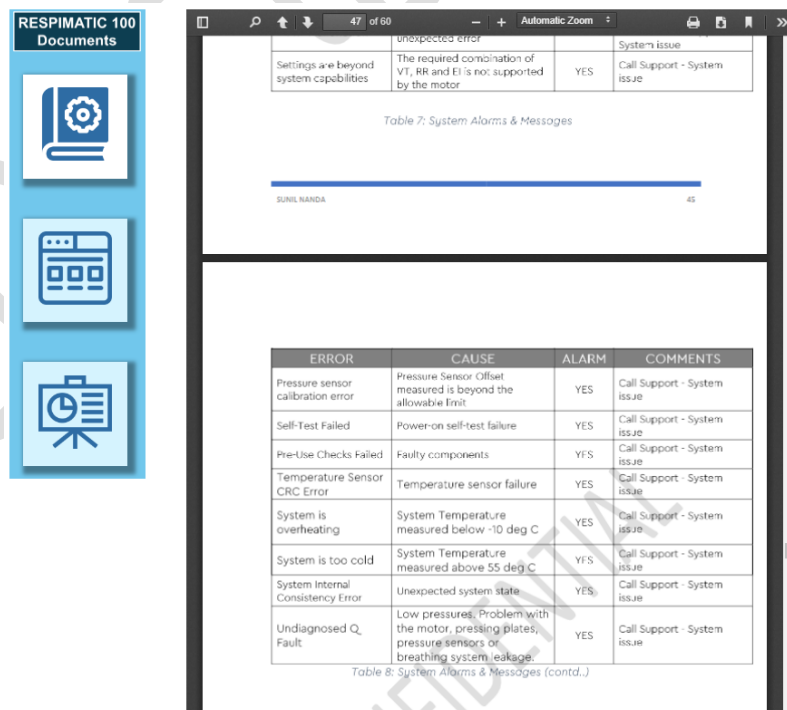 RESPIMATIC 100
Documents
47 of 60
Automatic Zoom
unexpected error
System issue
Settings are beyond
system capabilities
The required combination of
VT, RR and EI is not supported
by the motor
YES
Call Support - System
issue
Table 7: System Alarms & Messages
SUNIL NANDA
45
ERROR CAUSE ALARM COMMENTS
Pressure sensor
calibration error
Pressure Sensor Offset
measured is beyond the
allowable limit
YES
Call Support - System
issue
Self-Test Failed
Power-on self-test failure
YES
Call Support - System
issue
Pre-Use Checks Failed
Faulty components
YES
Call Support - System
issue
Temperature Sensor
CRC Error
Temperature sensor failure
YES
Call Support - System
issue
System is
overheating
System Temperature
measured below -10 deg C
YES
Call Support - System
issue
System is too cold
System Temperature
measured above 55 deg C
YES
Call Support - System
issue
System Internal
Consistency Error
Unexpected system state
YES
Call Support - System
issue
Undiagnosed Q
Fault
Low pressures. Problem with
the motor, pressing plates,
pressure sensors or
breathing system leakage.
YES
Call Support - System
issue
Table 8: System Alarms & Messages (contd..)